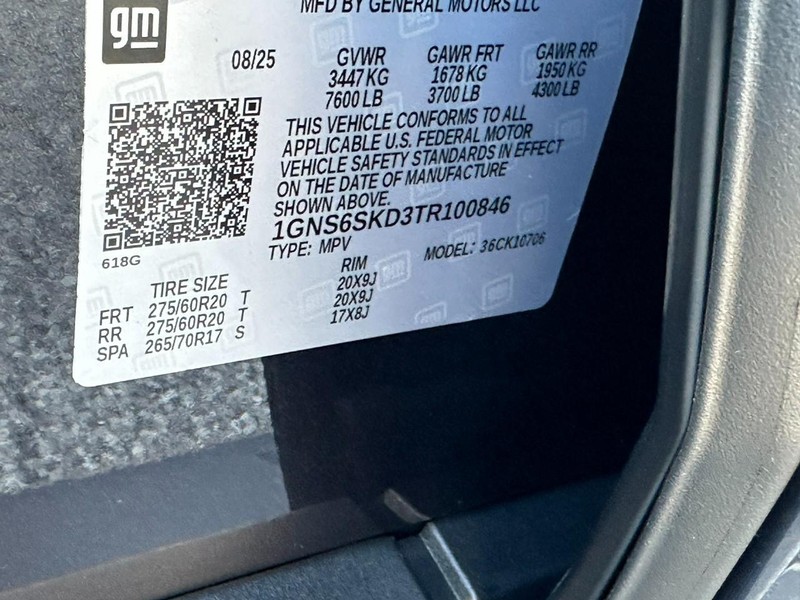 gm
MFD BY GENERAL MOTORS LLC
08/25 GVWR GAWR FRT GAWR RR
3447 KG 1678 KG 1950 KG
7600 LB 3700 LB 4300 LB
THIS VEHICLE CONFORMS TO ALL
APPLICABLE U.S. FEDERAL MOTOR
VEHICLE SAFETY STANDARDS IN EFFECT
ON THE DATE OF MANUFACTURE
SHOWN ABOVE.
1GNS6SKD3TR100846
TYPE: MPV MODEL: 36CK10706
618G
TIRE SIZE RIM
FRT 275/60R20 T 20X9J
RR 275/60R20 T 20X9J
SPA 265/70R17 S 17X8J